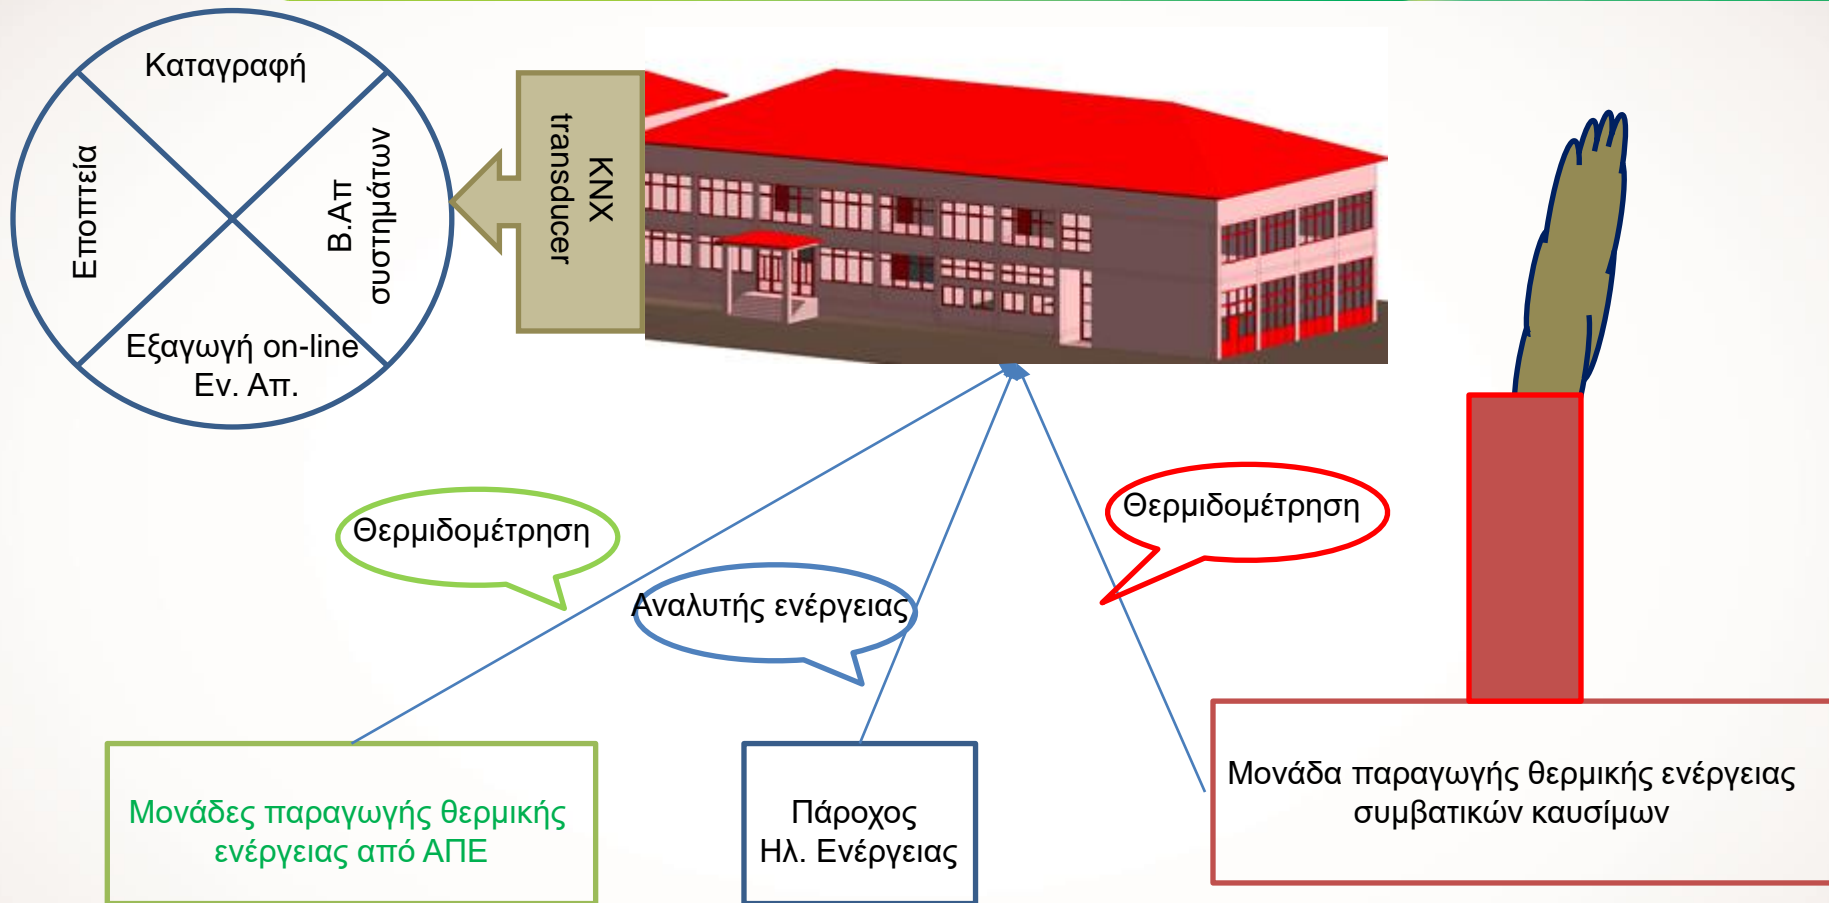 Καταγραφή
Εποπτεία
Β.Απ
συστημάτων
Εξαγωγή on-line
Εν. Απ.
KNX
transducer
Θερμιδομέτρηση
Αναλυτής ενέργειας
Θερμιδομέτρηση
Μονάδες παραγωγής θερμικής
ενέργειας από ΑΠΕ
Πάροχος
Ηλ. Ενέργειας
Μονάδα παραγωγής θερμικής ενέργειας
συμβατικών καυσίμων